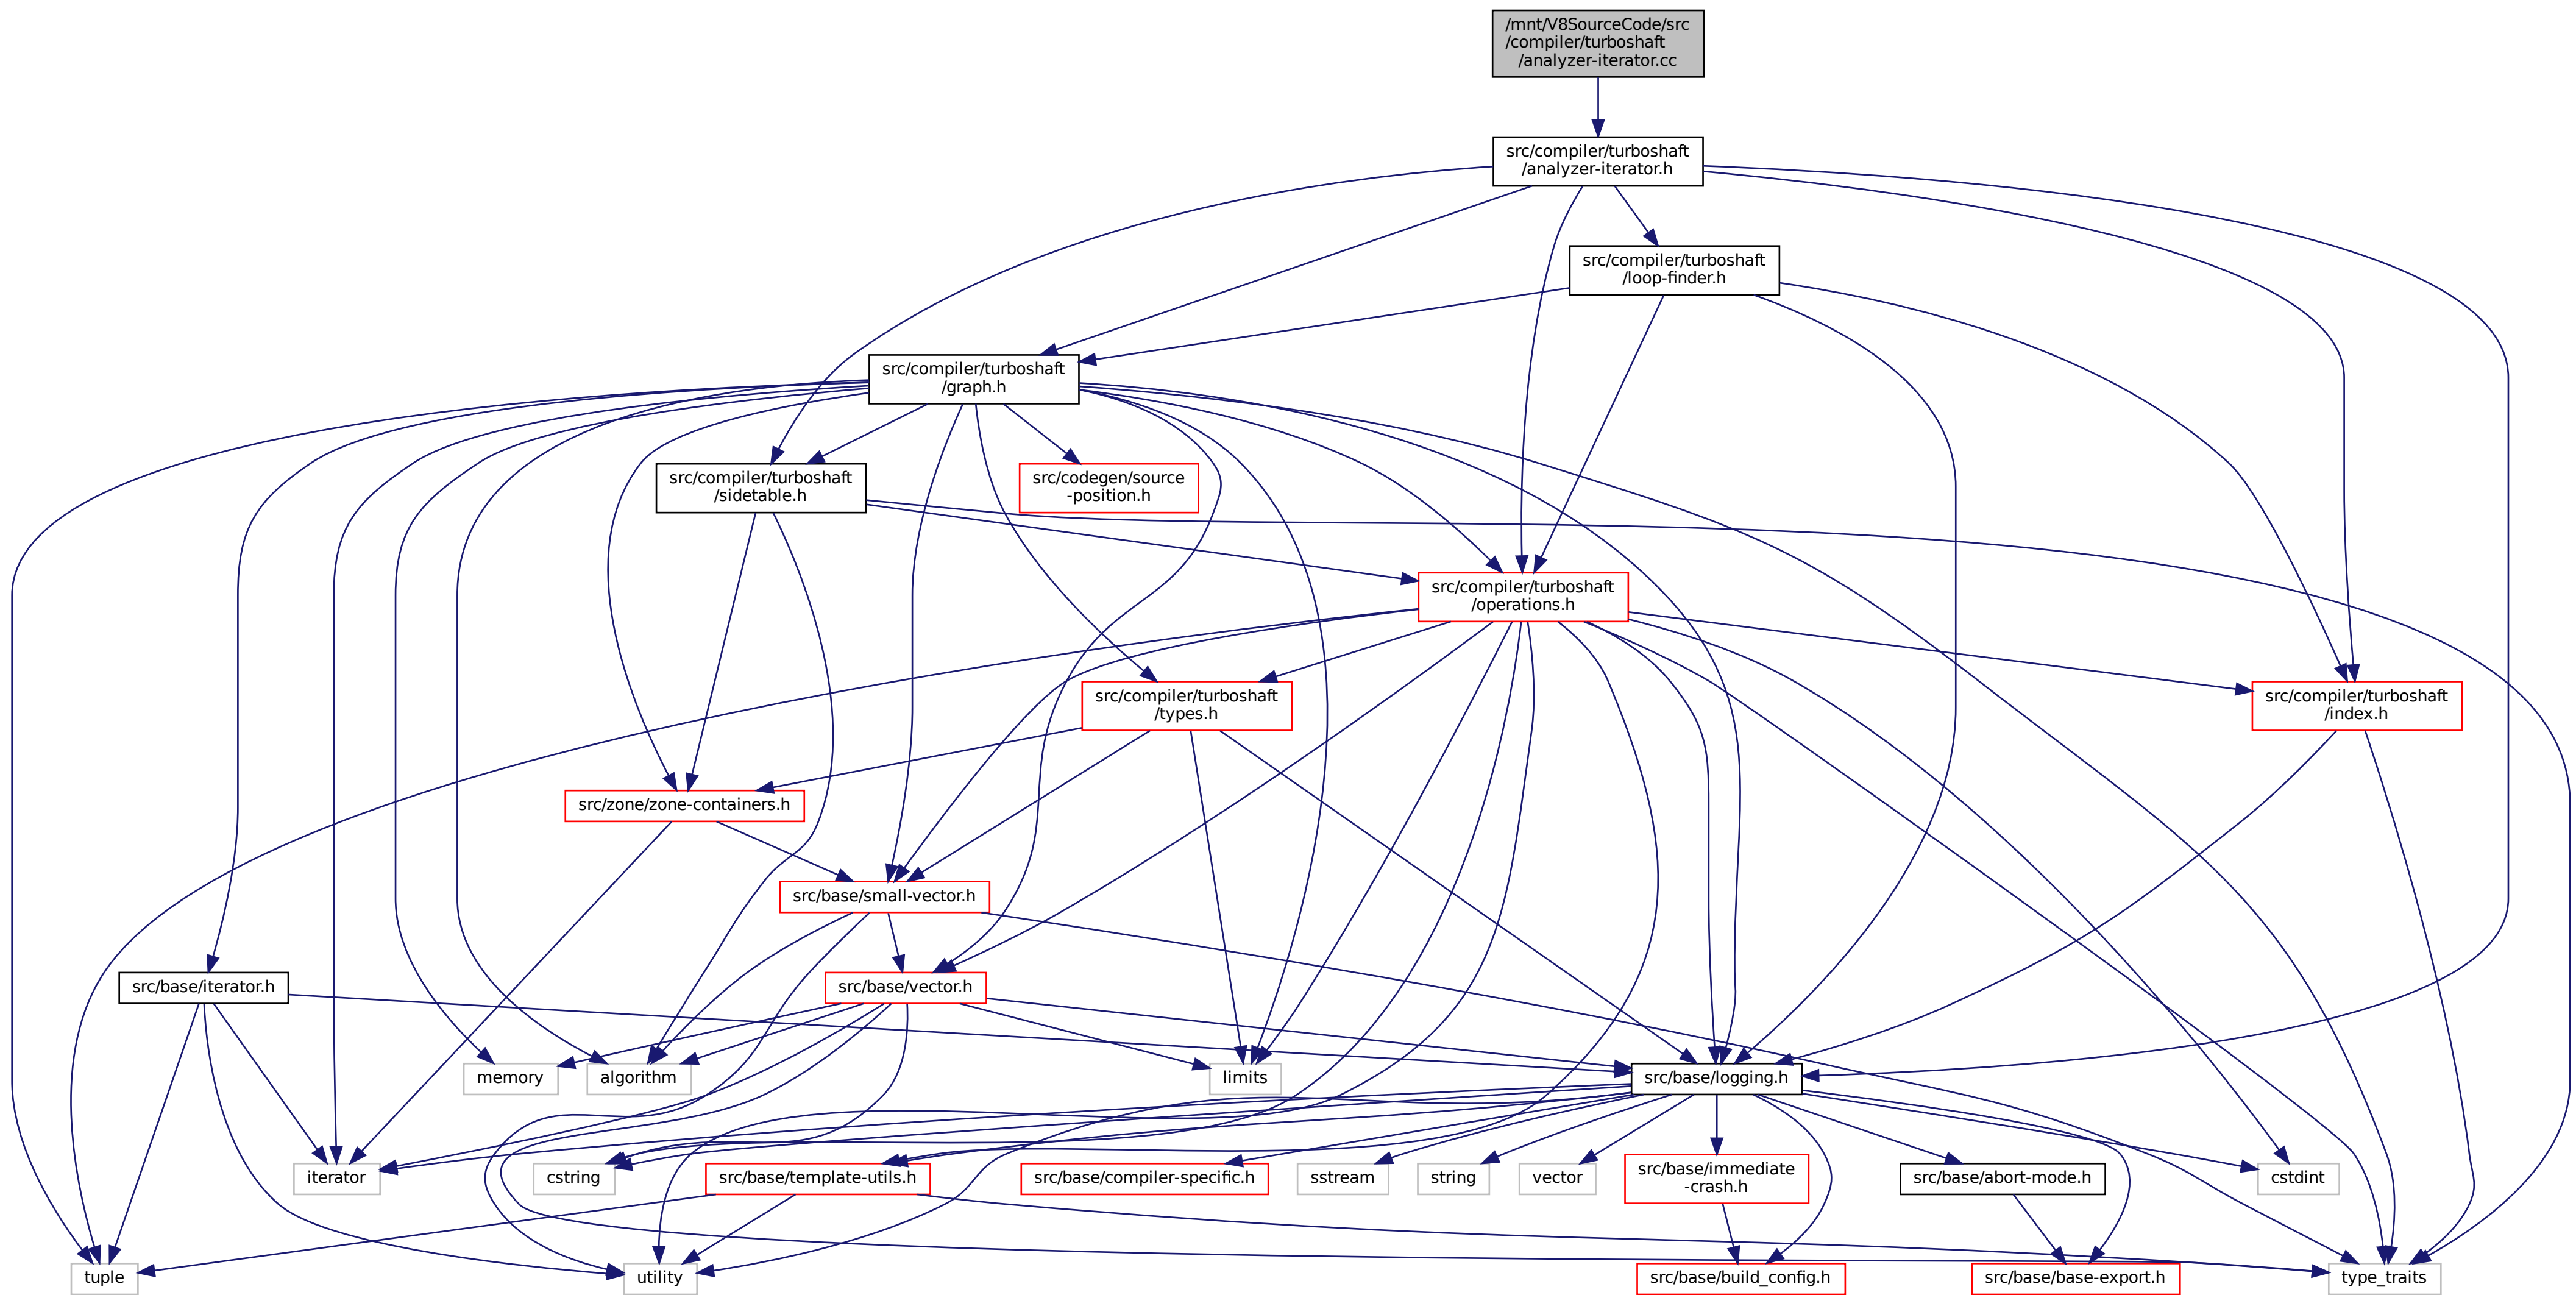 /mnt/V8SourceCode/src
/compiler/turboshaft
/analyzer-iterator.cc
src/compiler/turboshaft
/analyzer-iterator.h
src/compiler/turboshaft
/loop-finder.h
src/compiler/turboshaft
/graph.h
src/compiler/turboshaft
/sidetable.h
src/codegen/source
-position.h
src/compiler/turboshaft
/operations.h
src/compiler/turboshaft
/types.h
src/compiler/turboshaft
/index.h
src/zone/zone-containers.h
src/base/small-vector.h
src/base/iterator.h
src/base/vector.h
memory
algorithm
limits
src/base/logging.h
iterator
cstring
src/base/template-utils.h
src/base/compiler-specific.h
sstream
string
vector
src/base/immediate
-crash.h
src/base/abort-mode.h
cstdint
tuple
utility
src/base/build_config.h
src/base/base-export.h
type_traits